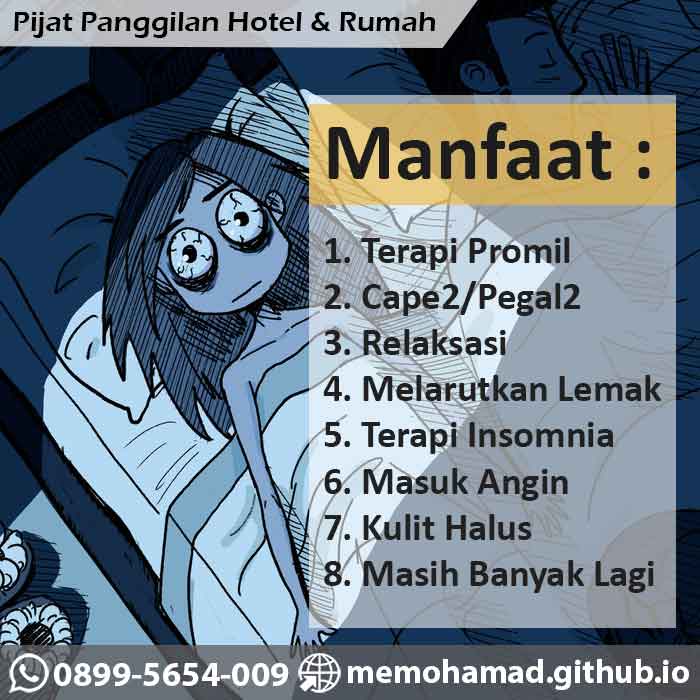 Pijat Panggilan Hotel & Rumah
Manfaat :
1. Terapi Promil
2. Cape2/Pegal2
3. Relaksasi
4. Melarutkan Lemak
5. Terapi Insomnia
6. Masuk Angin
7. Kulit Halus
8. Masih Banyak Lagi
0899-5654-009 memohamad.github.io